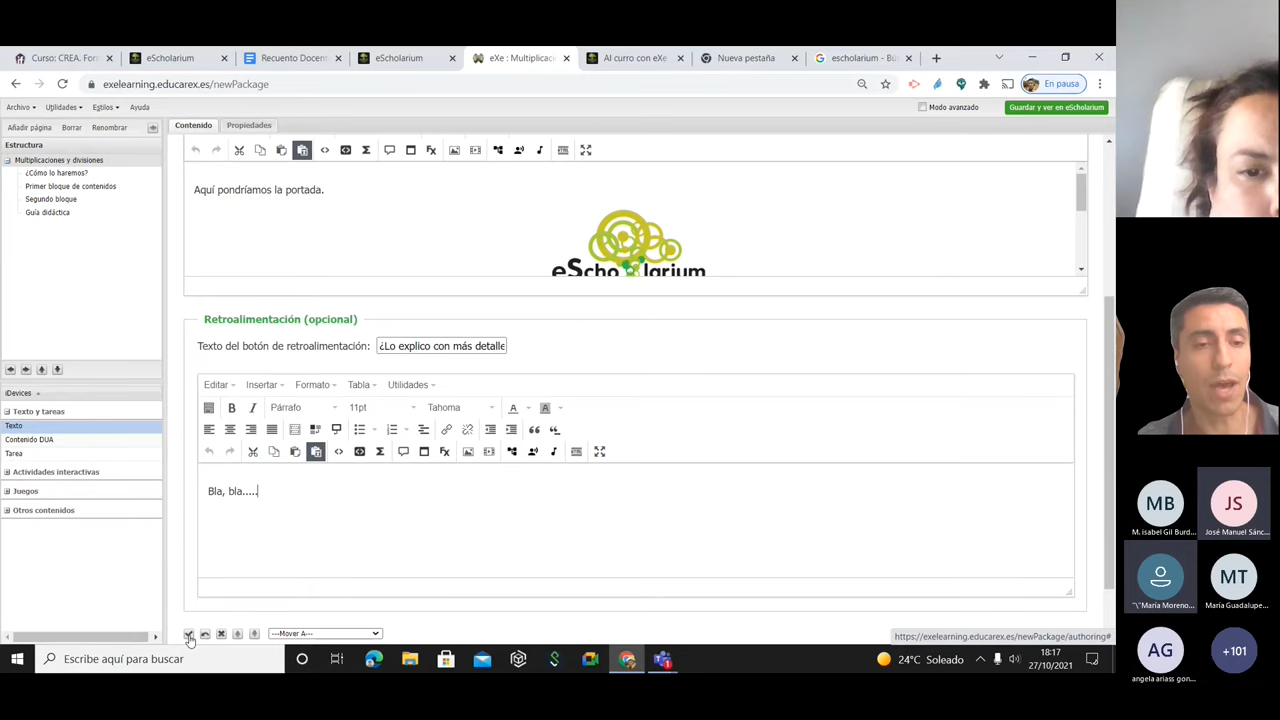 Curso: CREA. For
eScholarium
Recuento Docen
eScholarium
eXe : Multiplicaci
Al curro con eXe
Nueva pestaña
escholarium - Bú
exelearning.educarex.es/newPackage
En pausa
Archivo
Utilidades
Estilos
Ayuda
Modo avanzado
Guardar y ver en eScholarium
Añadir página
Borrar
Renombrar
Contenido
Propiedades
Estructura
Multiplicaciones y divisiones
¿Cómo lo haremos?
Primer bloque de contenidos
Segundo bloque
Guía didáctica
Aquí pondríamos la portada.
eScholarium
Retroalimentación (opcional)
Texto del botón de retroalimentación:
¿Lo explico con más detalle
Editar
Insertar
Formato
Tabla
Utilidades
B
I
Párrafo
11pt
Tahoma
A
A
iDevices
Texto y tareas
Texto
Contenido DUA
Tarea
Actividades interactivas
Juegos
Otros contenidos
Bla, bla.....
---Mover A---
https://exelearning.educarex.es/newPackage/authoring#
Escribe aquí para buscar
24°C Soleado
18:17
27/10/2021
MB
M. isabel Gil Burd...
JS
José Manuel Sánc...
"\"María Moreno...
MT
María Guadalupe...
AG
angela ariass gon...
+101